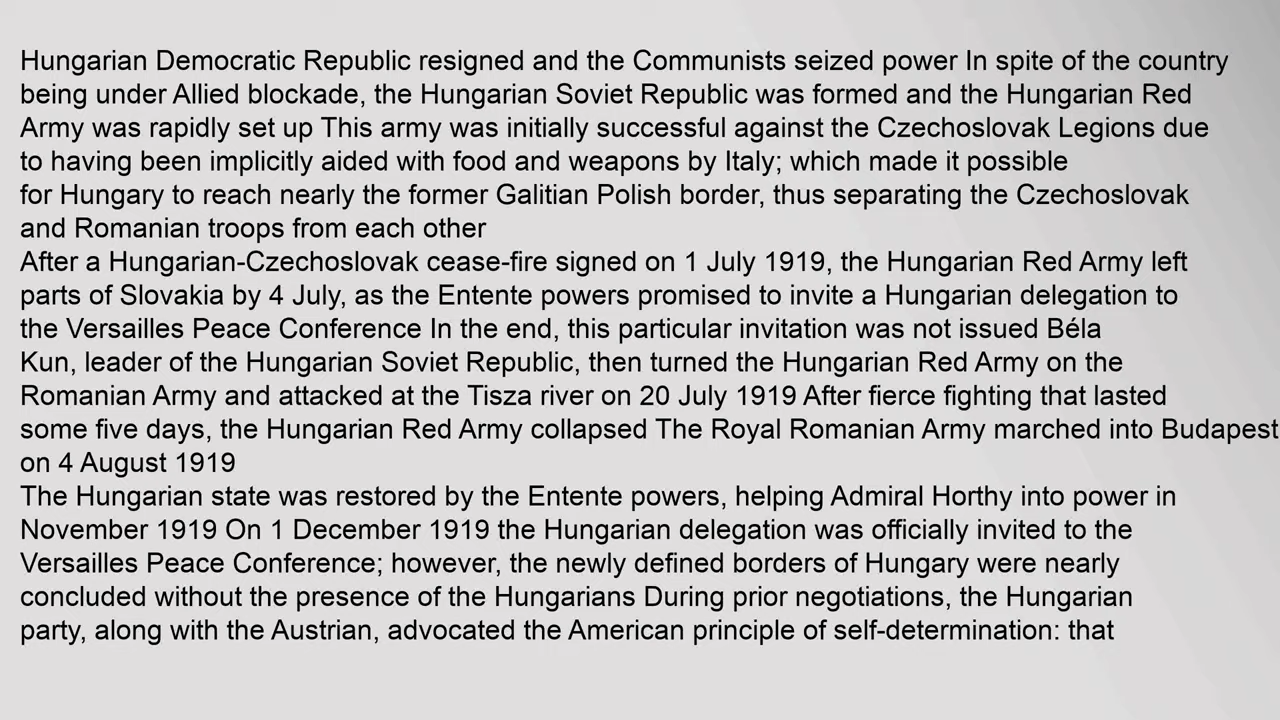 Hungarian Democratic Republic resigned and the Communists seized power In spite of the country
being under Allied blockade, the Hungarian Soviet Republic was formed and the Hungarian Red
Army was rapidly set up This army was initially successful against the Czechoslovak Legions due
to having been implicitly aided with food and weapons by Italy; which made it possible
for Hungary to reach nearly the former Galitian Polish border, thus separating the Czechoslovak
and Romanian troops from each other
After a Hungarian-Czechoslovak cease-fire signed on 1 July 1919, the Hungarian Red Army left
parts of Slovakia by 4 July, as the Entente powers promised to invite a Hungarian delegation to
the Versailles Peace Conference In the end, this particular invitation was not issued Béla
Kun, leader of the Hungarian Soviet Republic, then turned the Hungarian Red Army on the
Romanian Army and attacked at the Tisza river on 20 July 1919 After fierce fighting that lasted
some five days, the Hungarian Red Army collapsed The Royal Romanian Army marched into Budapest
on 4 August 1919
The Hungarian state was restored by the Entente powers, helping Admiral Horthy into power in
November 1919 On 1 December 1919 the Hungarian delegation was officially invited to the
Versailles Peace Conference; however, the newly defined borders of Hungary were nearly
concluded without the presence of the Hungarians During prior negotiations, the Hungarian
party, along with the Austrian, advocated the American principle of self-determination: that